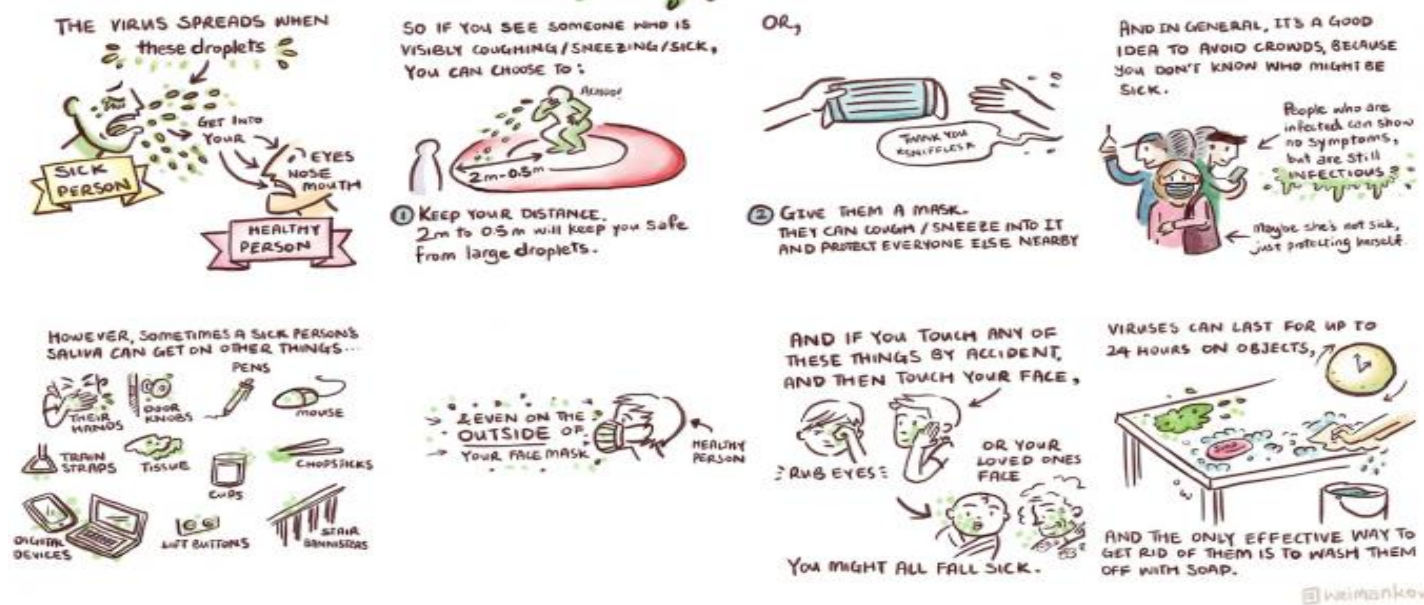 THE VIRUS SPREADS WHEN
these droplets
GET INTO
YOUR
EYES
NOSE
MOUTH
SICK
PERSON
HEALTHY
PERSON
SO IF YOU SEE SOMEONE WHO IS
VISIBLY COUGHING/SNEEZING/SICK,
YOU CAN CHOOSE TO:
ACHOO!
2m-0.5m
① KEEP YOUR DISTANCE.
2m to 0.5m will keep you safe
from large droplets.
OR,
THANK YOU
*SNIFFLES*
② GIVE THEM A MASK.
THEY CAN COUGH/SNEEZE INTO IT
AND PROTECT EVERYONE ELSE NEARBY
AND IN GENERAL, IT'S A GOOD
IDEA TO AVOID CROWDS, BECAUSE
YOU DON'T KNOW WHO MIGHT BE
SICK.
People who are
infected can show
no symptoms,
but are still
INFECTIOUS
Maybe she's not sick,
just protecting herself.
HOWEVER, SOMETIMES A SICK PERSON'S
SALIVA CAN GET ON OTHER THINGS...
THEIR
HANDS
DOOR
KNOBS
PENS
MOUSE
TRAIN
STRAPS
TISSUE
CUPS
CHOPSTICKS
DIGITAL
DEVICES
LIFT BUTTONS
STAIR
BANNISTERS
& EVEN ON THE
OUTSIDE OF
YOUR FACE MASK
HEALTHY
PERSON
AND IF YOU TOUCH ANY OF
THESE THINGS BY ACCIDENT,
AND THEN TOUCH YOUR FACE,
RUB EYES
OR YOUR
LOVED ONES
FACE
YOU MIGHT ALL FALL SICK.
VIRUSES CAN LAST FOR UP TO
24 HOURS ON OBJECTS,
AND THE ONLY EFFECTIVE WAY TO
GET RID OF THEM IS TO WASH THEM
OFF WITH SOAP.
@weimankow